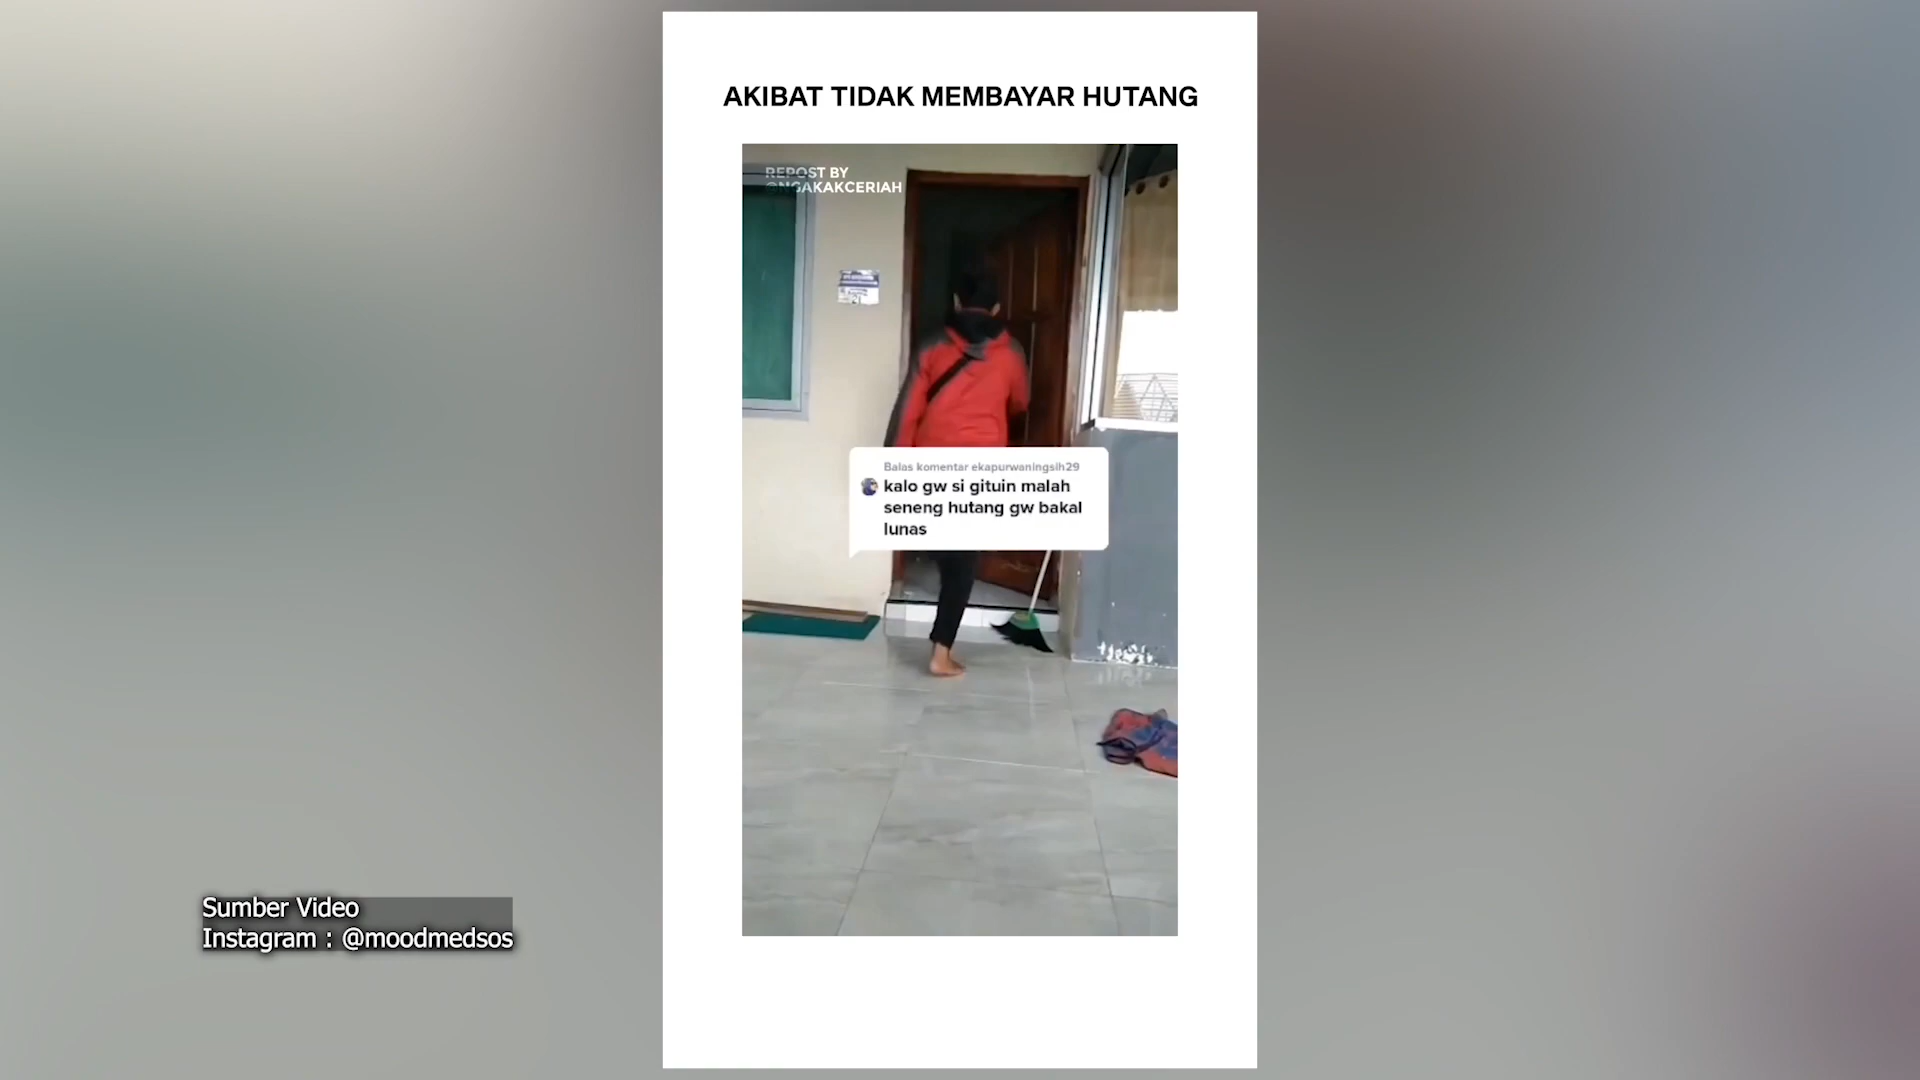 AKIBAT TIDAK MEMBAYAR HUTANG
REPOST BY
@NGAKAKCERIAH
Balas komentar ekapurwaningsih29
kalo gw si gituin malah
seneng hutang gw bakal
lunas
Sumber Video
Instagram : @moodmedsos